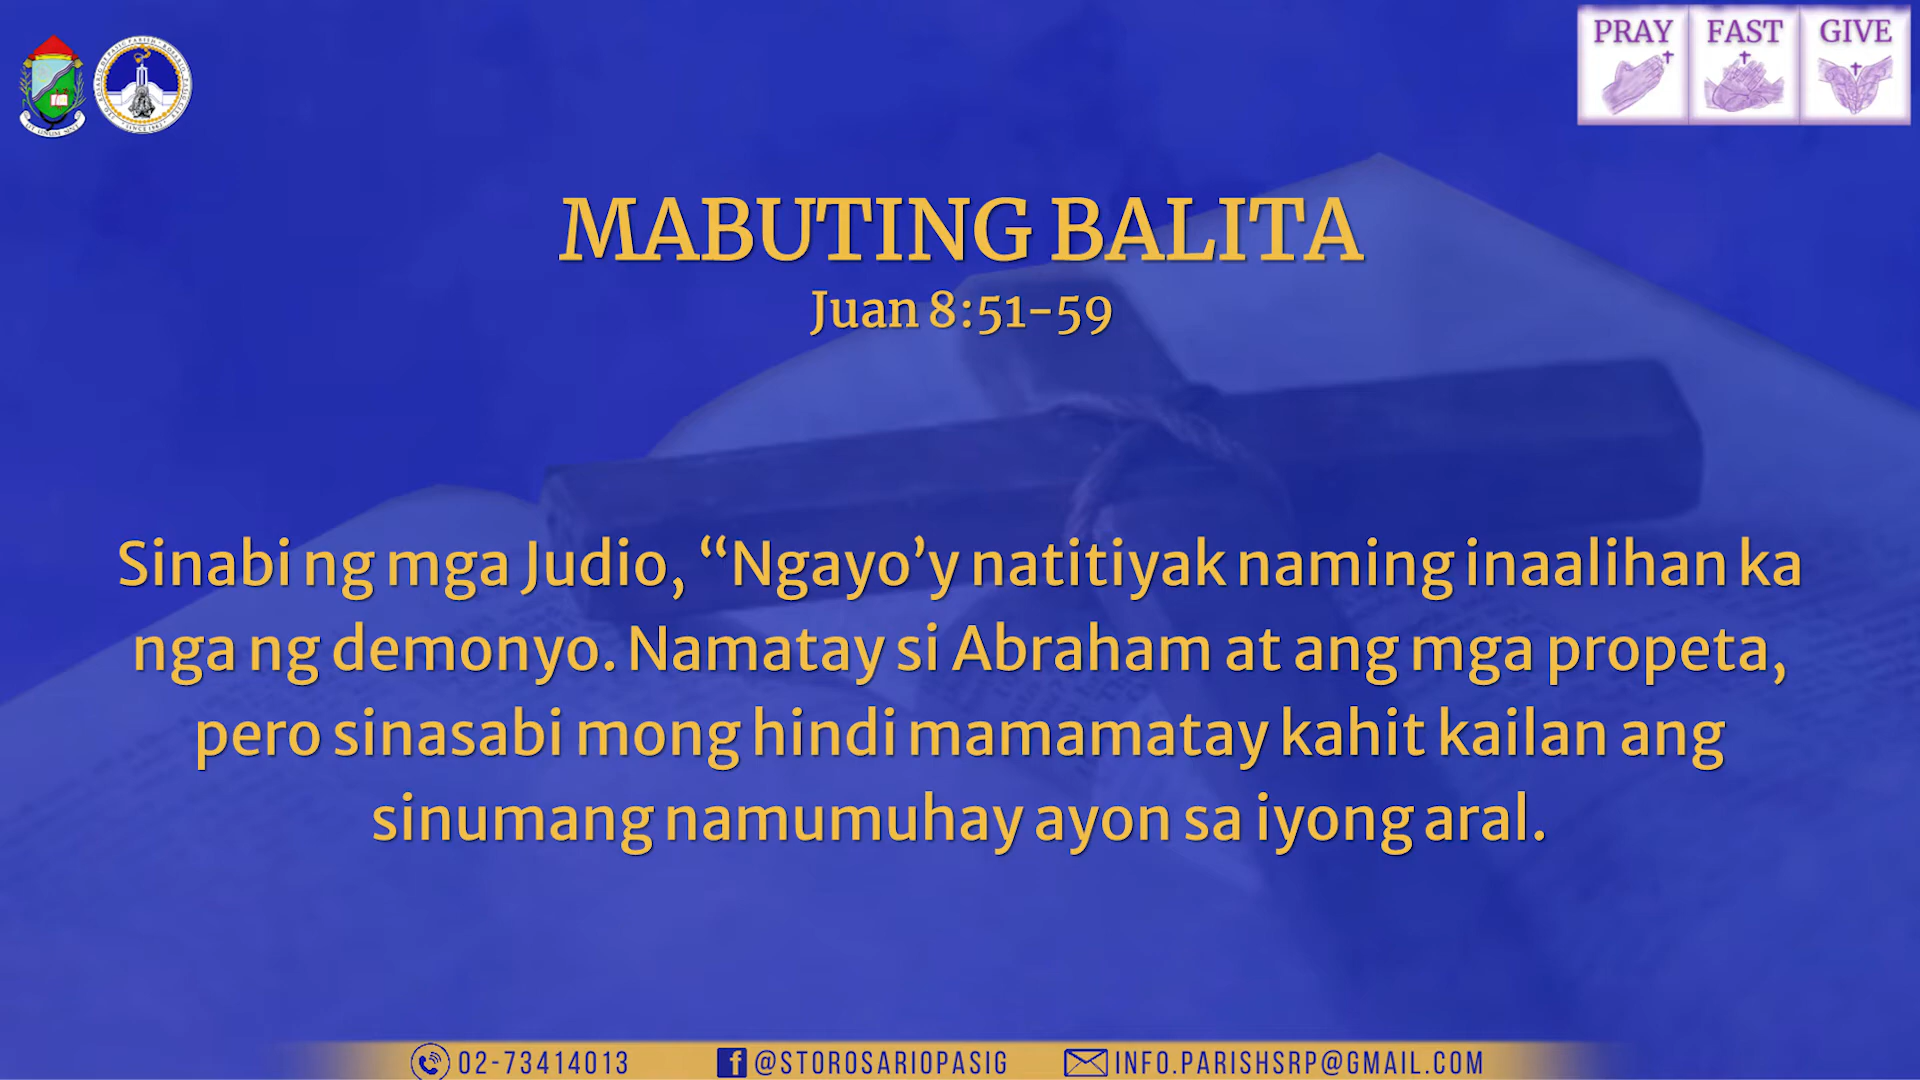 PRAY FAST GIVE
MABUTING BALITA
Juan 8:51-59
Sinabi ng mga Judio, “Ngayo’y natitiyak naming inaalihan ka
nga ng demonyo. Namatay si Abraham at ang mga propeta,
pero sinasabi mong hindi mamamatay kahit kailan ang
sinumang namumuhay ayon sa iyong aral.
02-73414013 @STOROSARIOPASIG INFO.PARISHSRP@GMAIL.COM